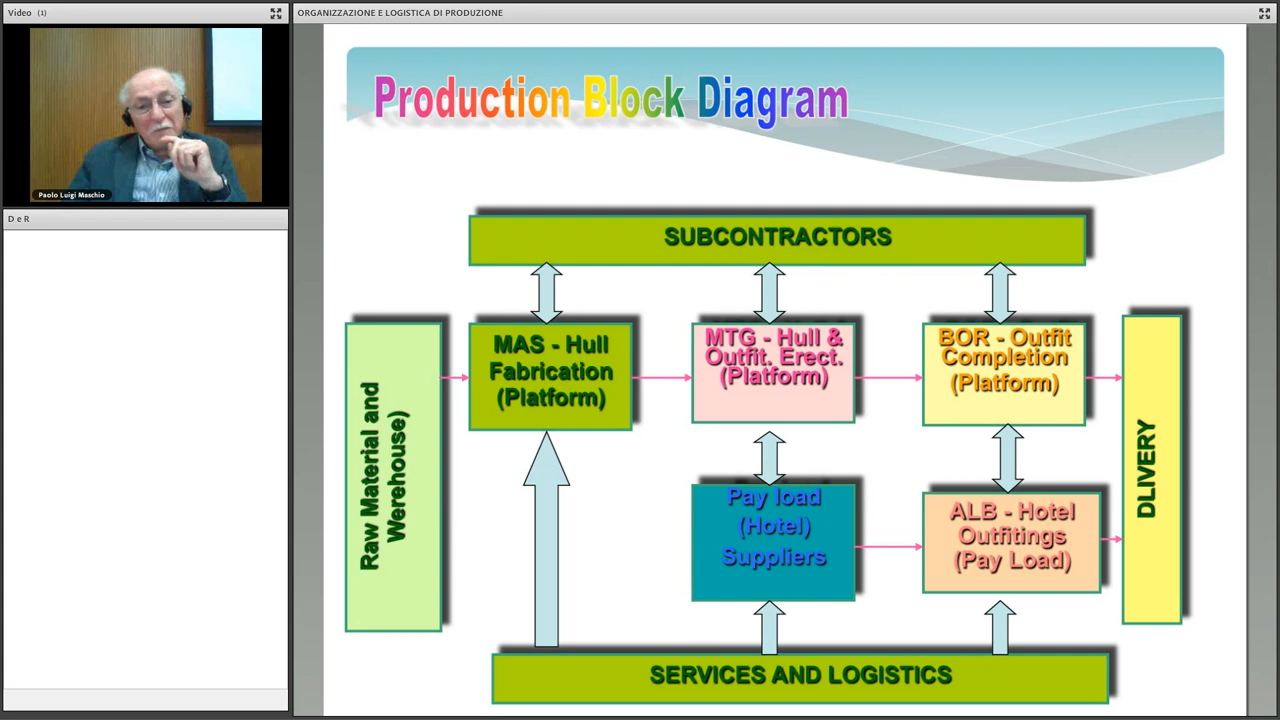 Video (1)
ORGANIZZAZIONE E LOGISTICA DI PRODUZIONE
Paolo Luigi Maschio
D e R
Production Block Diagram
SUBCONTRACTORS
Raw Material and
Werehouse)
MAS - Hull
Fabrication
(Platform)
MTG - Hull &
Outfit. Erect.
(Platform)
BOR - Outfit
Completion
(Platform)
DLIVERY
Pay load
(Hotel)
Suppliers
ALB - Hotel
Outfitings
(Pay Load)
SERVICES AND LOGISTICS